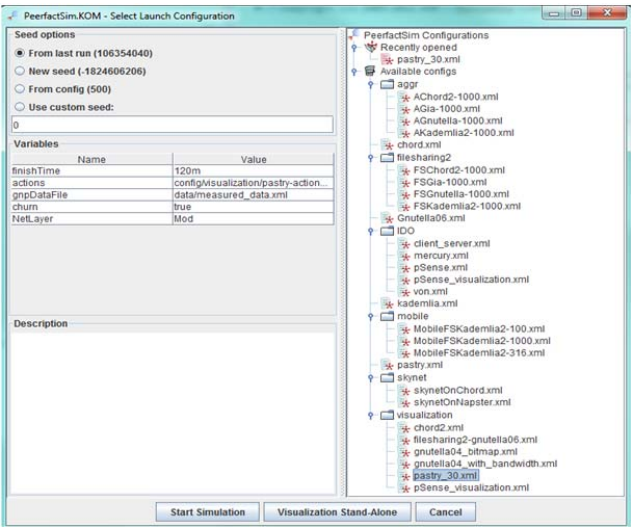 PeerfactSim.KOM - Select Launch Configuration
Seed options
From last run (106354040)
New seed (-1824606206)
From config (500)
Use custom seed:
0
Variables
Name Value
finishTime 120m
actions config/visualization/pastry-action...
gnpDataFile data/measured_data.xml
churn true
NetLayer Mod
Description
PeerfactSim Configurations
Recently opened
pastry_30.xml
Available configs
aggr
AChord2-1000.xml
AGia-1000.xml
AGnutella-1000.xml
AKademlia2-1000.xml
chord.xml
filesharing2
FSChord2-1000.xml
FSGia-1000.xml
FSGnutella-1000.xml
FSKademlia2-1000.xml
Gnutella06.xml
IDO
client_server.xml
mercury.xml
pSense.xml
pSense_visualization.xml
von.xml
kademlia.xml
mobile
MobileFSKademlia2-100.xml
MobileFSKademlia2-1000.xml
MobileFSKademlia2-316.xml
pastry.xml
skynet
skynetOnChord.xml
skynetOnNapster.xml
visualization
chord2.xml
filesharing2-gnutella06.xml
gnutella04_bitmap.xml
gnutella04_with_bandwidth.xml
pastry_30.xml
pSense_visualization.xml
Start Simulation Visualization Stand-Alone Cancel